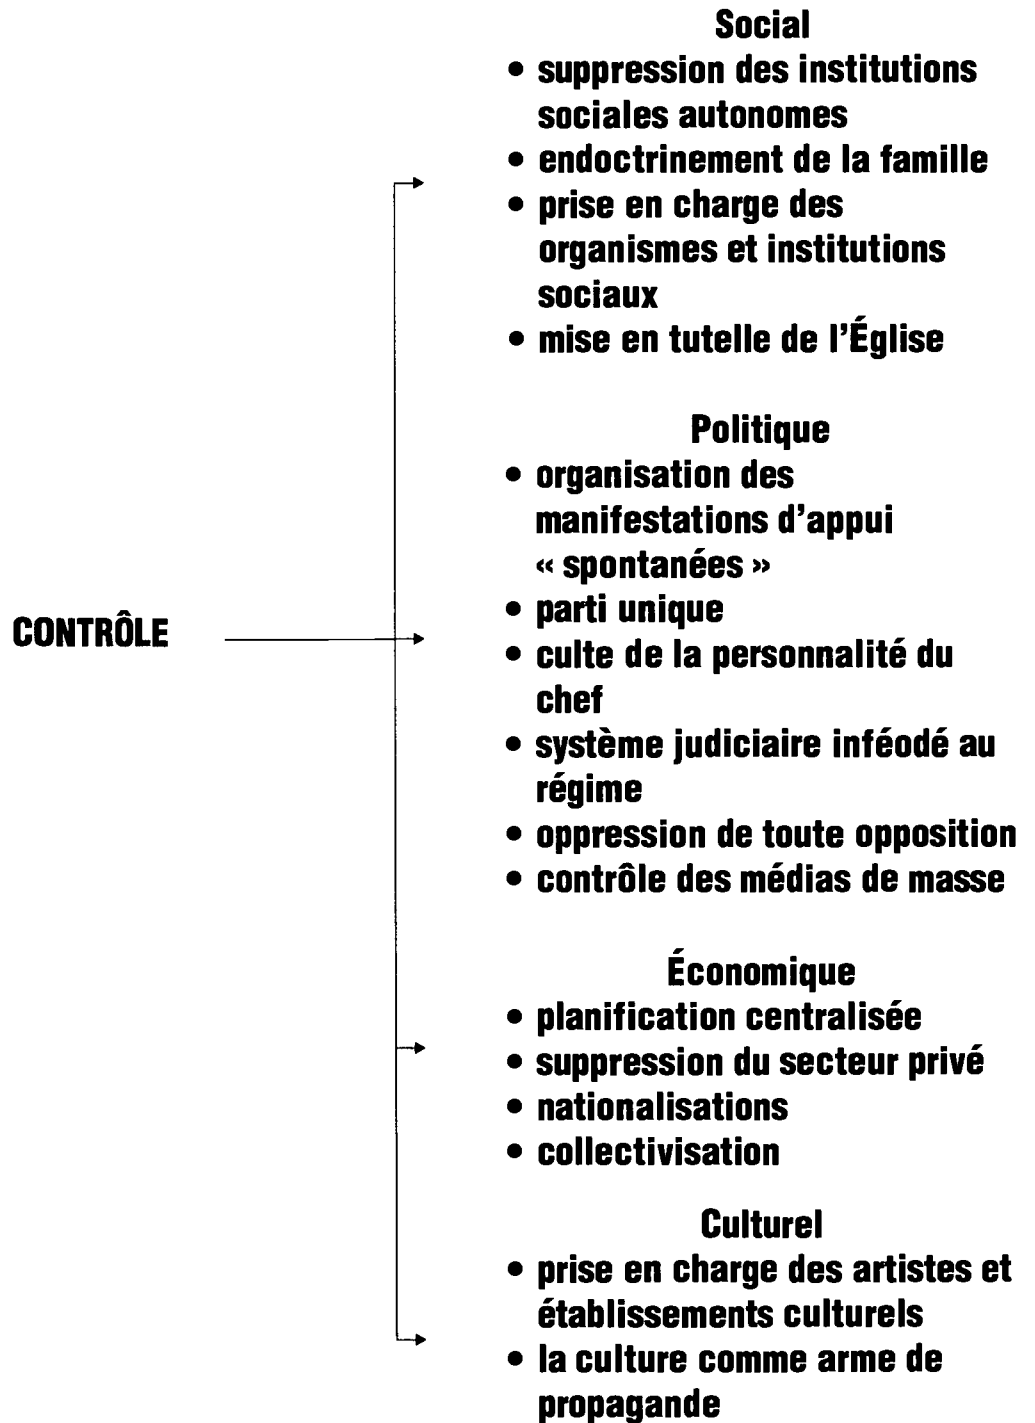 Social
• suppression des institutions
sociales autonomes
• endoctrinement de la famille
• prise en charge des
organismes et institutions
sociaux
• mise en tutelle de l'Église
Politique
• organisation des
manifestations d'appui
« spontanées »
• parti unique
CONTRÔLE
• culte de la personnalité du
chef
• système judiciaire inféodé au
régime
• oppression de toute opposition
• contrôle des médias de masse
Économique
• planification centralisée
• suppression du secteur privé
• nationalisations
• collectivisation
Culturel
• prise en charge des artistes et
établissements culturels
• la culture comme arme de
propagande